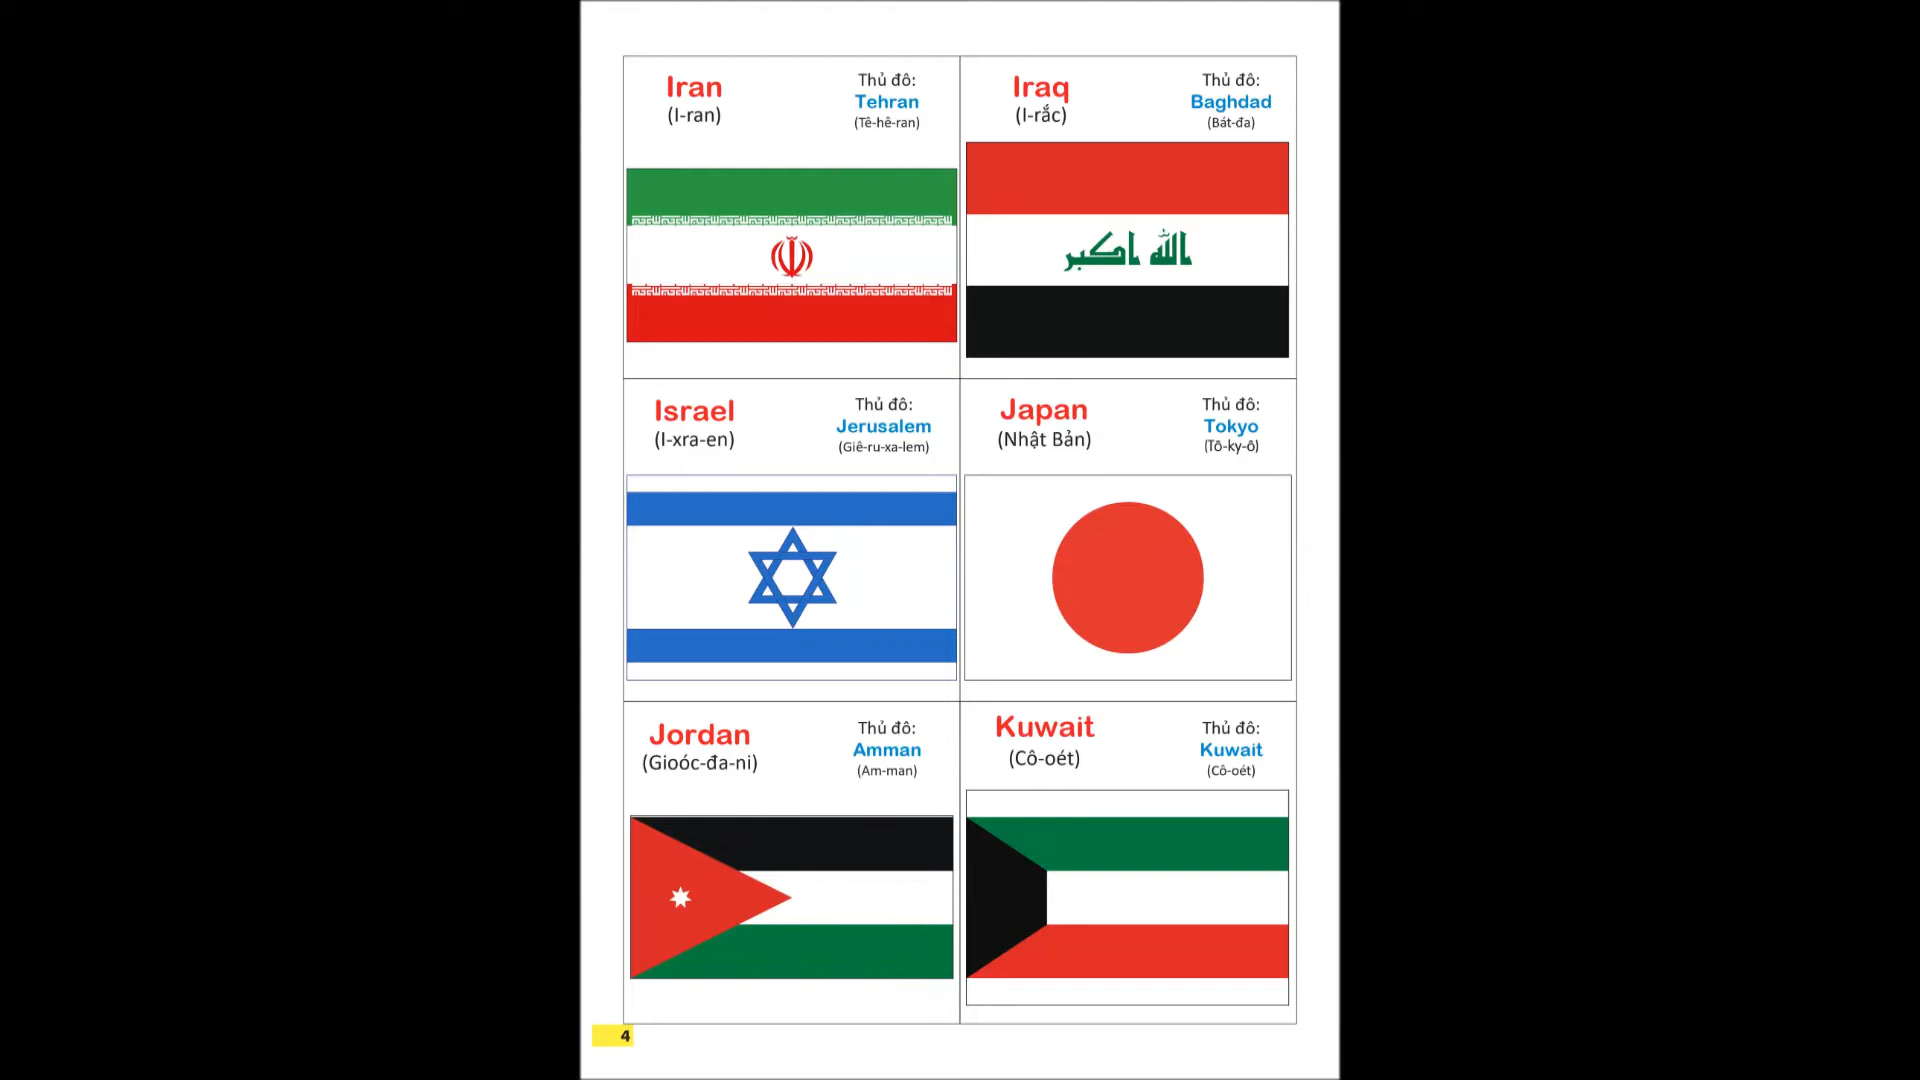 Iran
(I-ran)
Thủ đô:
Tehran
(Tê-hê-ran)
Iraq
(I-rắc)
Thủ đô:
Baghdad
(Bát-đa)
الله اكبر
Israel
(I-xra-en)
Thủ đô:
Jerusalem
(Giê-ru-xa-lem)
Japan
(Nhật Bản)
Thủ đô:
Tokyo
(Tô-ky-ô)
Jordan
(Gioóc-đa-ni)
Thủ đô:
Amman
(Am-man)
Kuwait
(Cô-oét)
Thủ đô:
Kuwait
(Cô-oét)
4